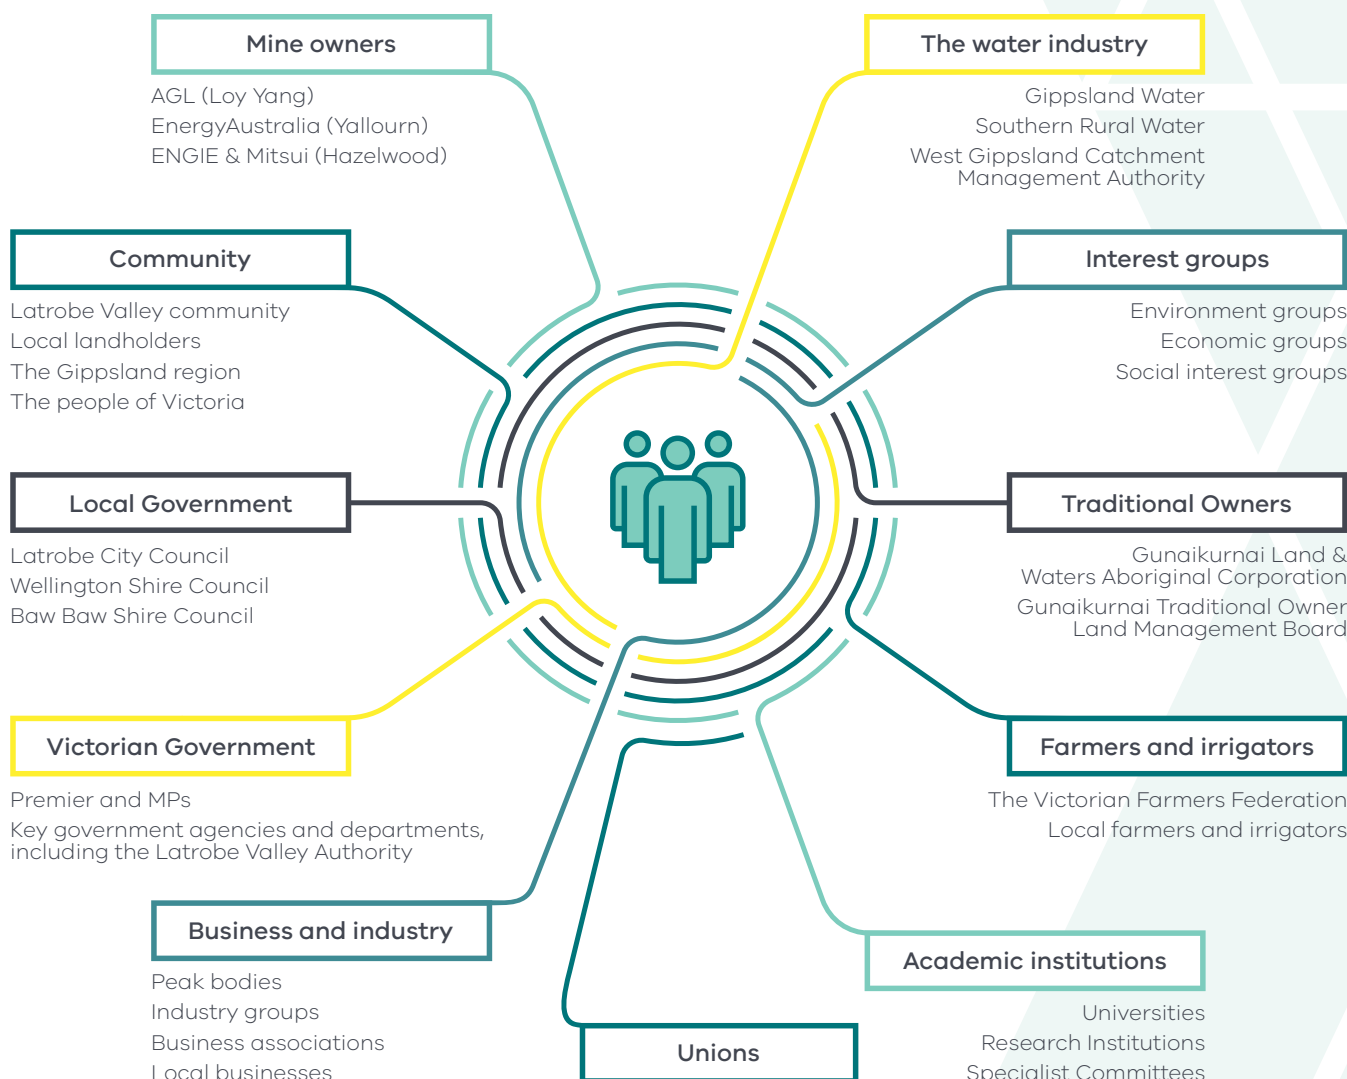 Mine owners
AGL (Loy Yang)
EnergyAustralia (Yallourn)
ENGIE & Mitsui (Hazelwood)
The water industry
Gippsland Water
Southern Rural Water
West Gippsland Catchment
Management Authority
Community
Latrobe Valley community
Local landholders
The Gippsland region
The people of Victoria
Interest groups
Environment groups
Economic groups
Social interest groups
Local Government
Latrobe City Council
Wellington Shire Council
Baw Baw Shire Council
Traditional Owners
Gunaikurnai Land &
Waters Aboriginal Corporation
Gunaikurnai Traditional Owner
Land Management Board
Victorian Government
Premier and MPs
Key government agencies and departments,
including the Latrobe Valley Authority
Farmers and irrigators
The Victorian Farmers Federation
Local farmers and irrigators
Business and industry
Peak bodies
Industry groups
Business associations
Local businesses
Unions
Academic institutions
Universities
Research Institutions
Specialist Committees